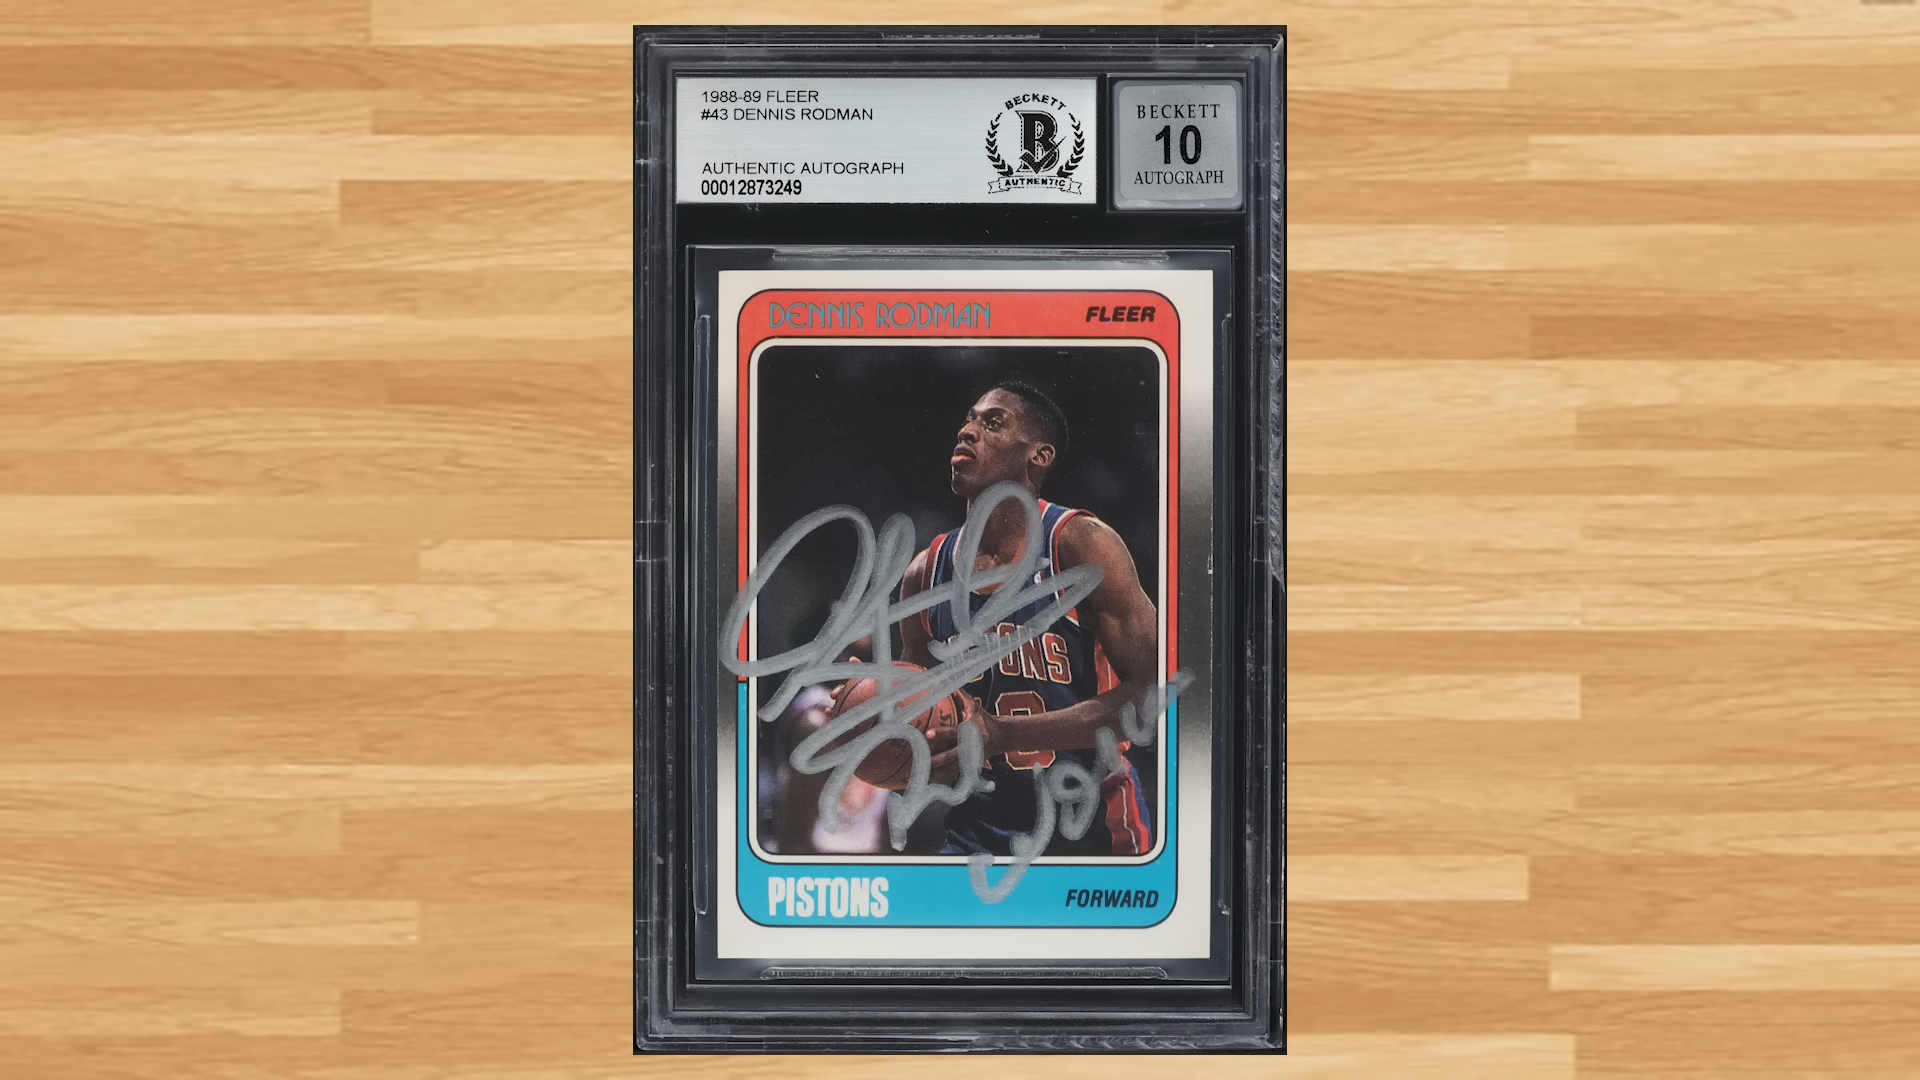 1988-89 FLEER
#43 DENNIS RODMAN
AUTHENTIC AUTOGRAPH
00012873249
BECKETT
B
AUTHENTIC
BECKETT
10
AUTOGRAPH
DENNIS RODMAN
FLEER
PISTONS
FORWARD